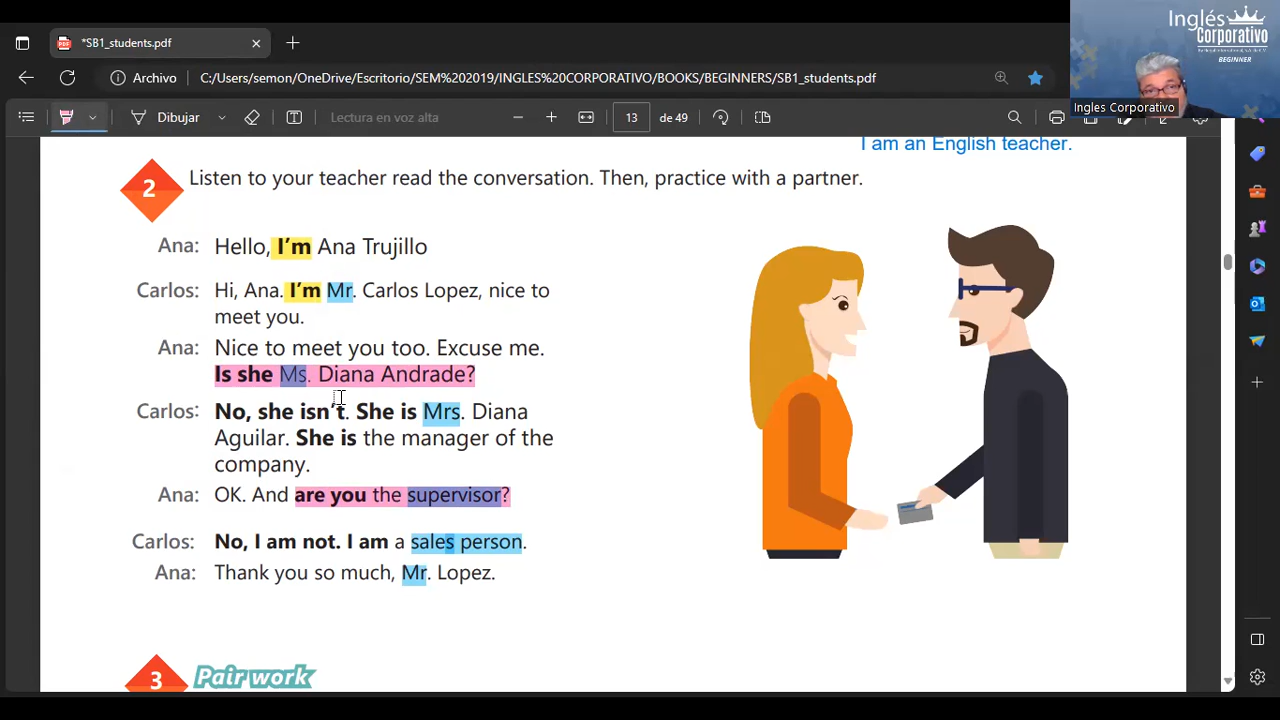 *SB1_students.pdf
Inglés
Corporativo
BEGINNER
Archivo
C:/Users/semon/OneDrive/Escritorio/SEM%202019/INGLES%20CORPORATIVO/BOOKS/BEGINNERS/SB1_students.pdf
Ingles Corporativo
Dibujar
Lectura en voz alta
13
de 49
I am an English teacher.
2
Listen to your teacher read the conversation. Then, practice with a partner.
Ana: Hello, I'm Ana Trujillo
Carlos: Hi, Ana. I'm Mr. Carlos Lopez, nice to
meet you.
Ana: Nice to meet you too. Excuse me.
Is she Ms. Diana Andrade?
Carlos: No, she isn't. She is Mrs. Diana
Aguilar. She is the manager of the
company.
Ana: OK. And are you the supervisor?
Carlos: No, I am not. I am a sales person.
Ana: Thank you so much, Mr. Lopez.
3
Pair work